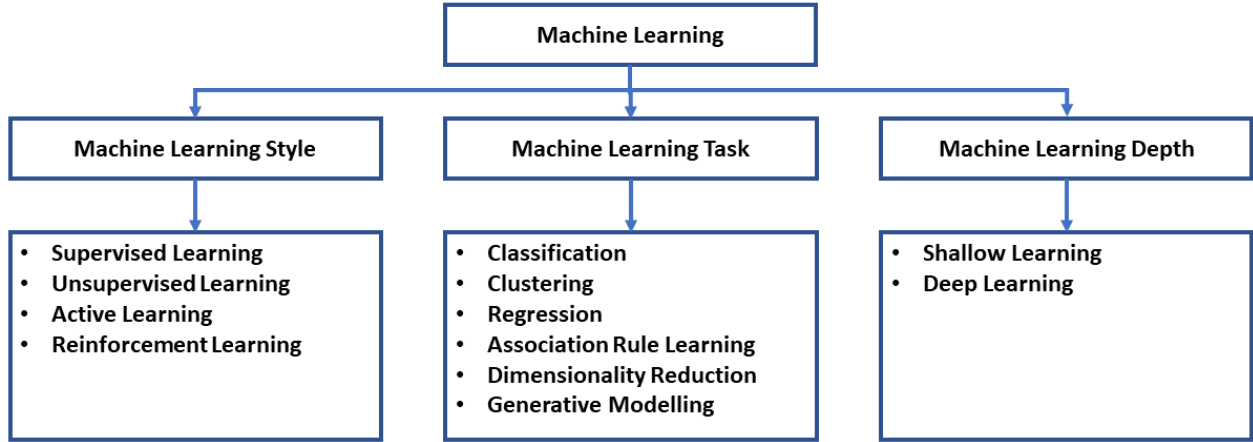 Machine Learning
Machine Learning Style
Machine Learning Task
Machine Learning Depth
• Supervised Learning
• Unsupervised Learning
• Active Learning
• Reinforcement Learning
• Classification
• Clustering
• Regression
• Association Rule Learning
• Dimensionality Reduction
• Generative Modelling
• Shallow Learning
• Deep Learning